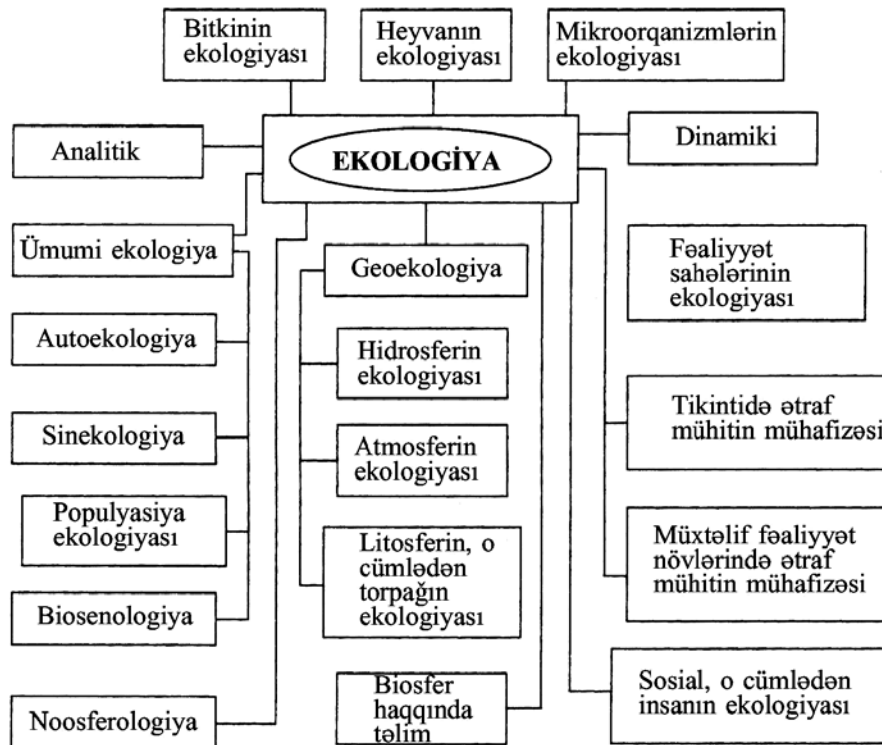 Bitkinin
ekologiyası
Heyvanın
ekologiyası
Mikroorqanizmlərin
ekologiyası
Analitik
EKOLOGİYA
Dinamiki
Ümumi ekologiya
Geoekologiya
Fəaliyyət
sahələrinin
ekologiyası
Autoekologiya
Hidrosferin
ekologiyası
Tikintidə ətraf
mühitin mühafizəsi
Sinekologiya
Atmosferin
ekologiyası
Populyasiya
ekologiyası
Litosferin, o
cümlədən
torpağın
ekologiyası
Müxtəlif fəaliyyət
növlərində ətraf
mühitin mühafizəsi
Biosenologiya
Noosferologiya
Biosfer
haqqında
təlim
Sosial, o cümlədən
insanın ekologiyası